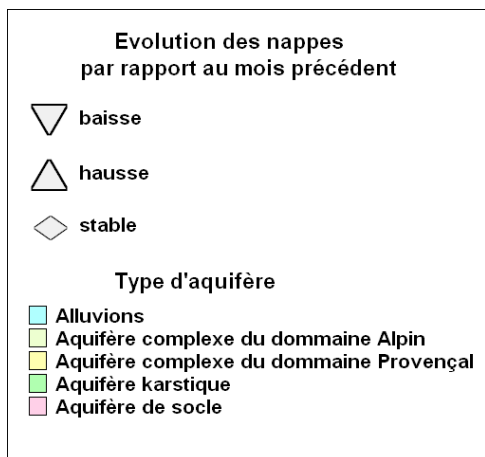 Evolution des nappes
par rapport au mois précédent
baisse
hausse
stable
Type d'aquifère
Alluvions
Aquifère complexe du dommaine Alpin
Aquifère complexe du dommaine Provençal
Aquifère karstique
Aquifère de socle